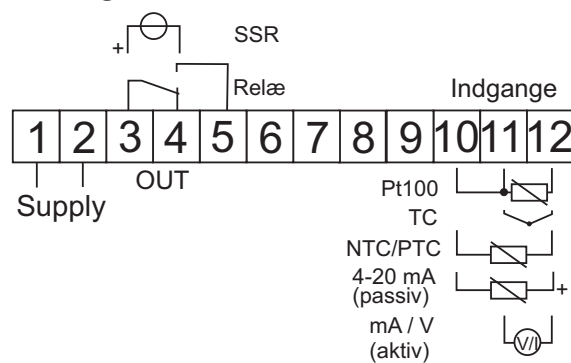 + SSR
Relæ
Indgange
1 2 3 4 5 6 7 8 9 10 11 12
OUT
Supply
Pt100
TC
NTC/PTC
4-20 mA
(passiv)
+
mA / V
(aktiv)
V/I